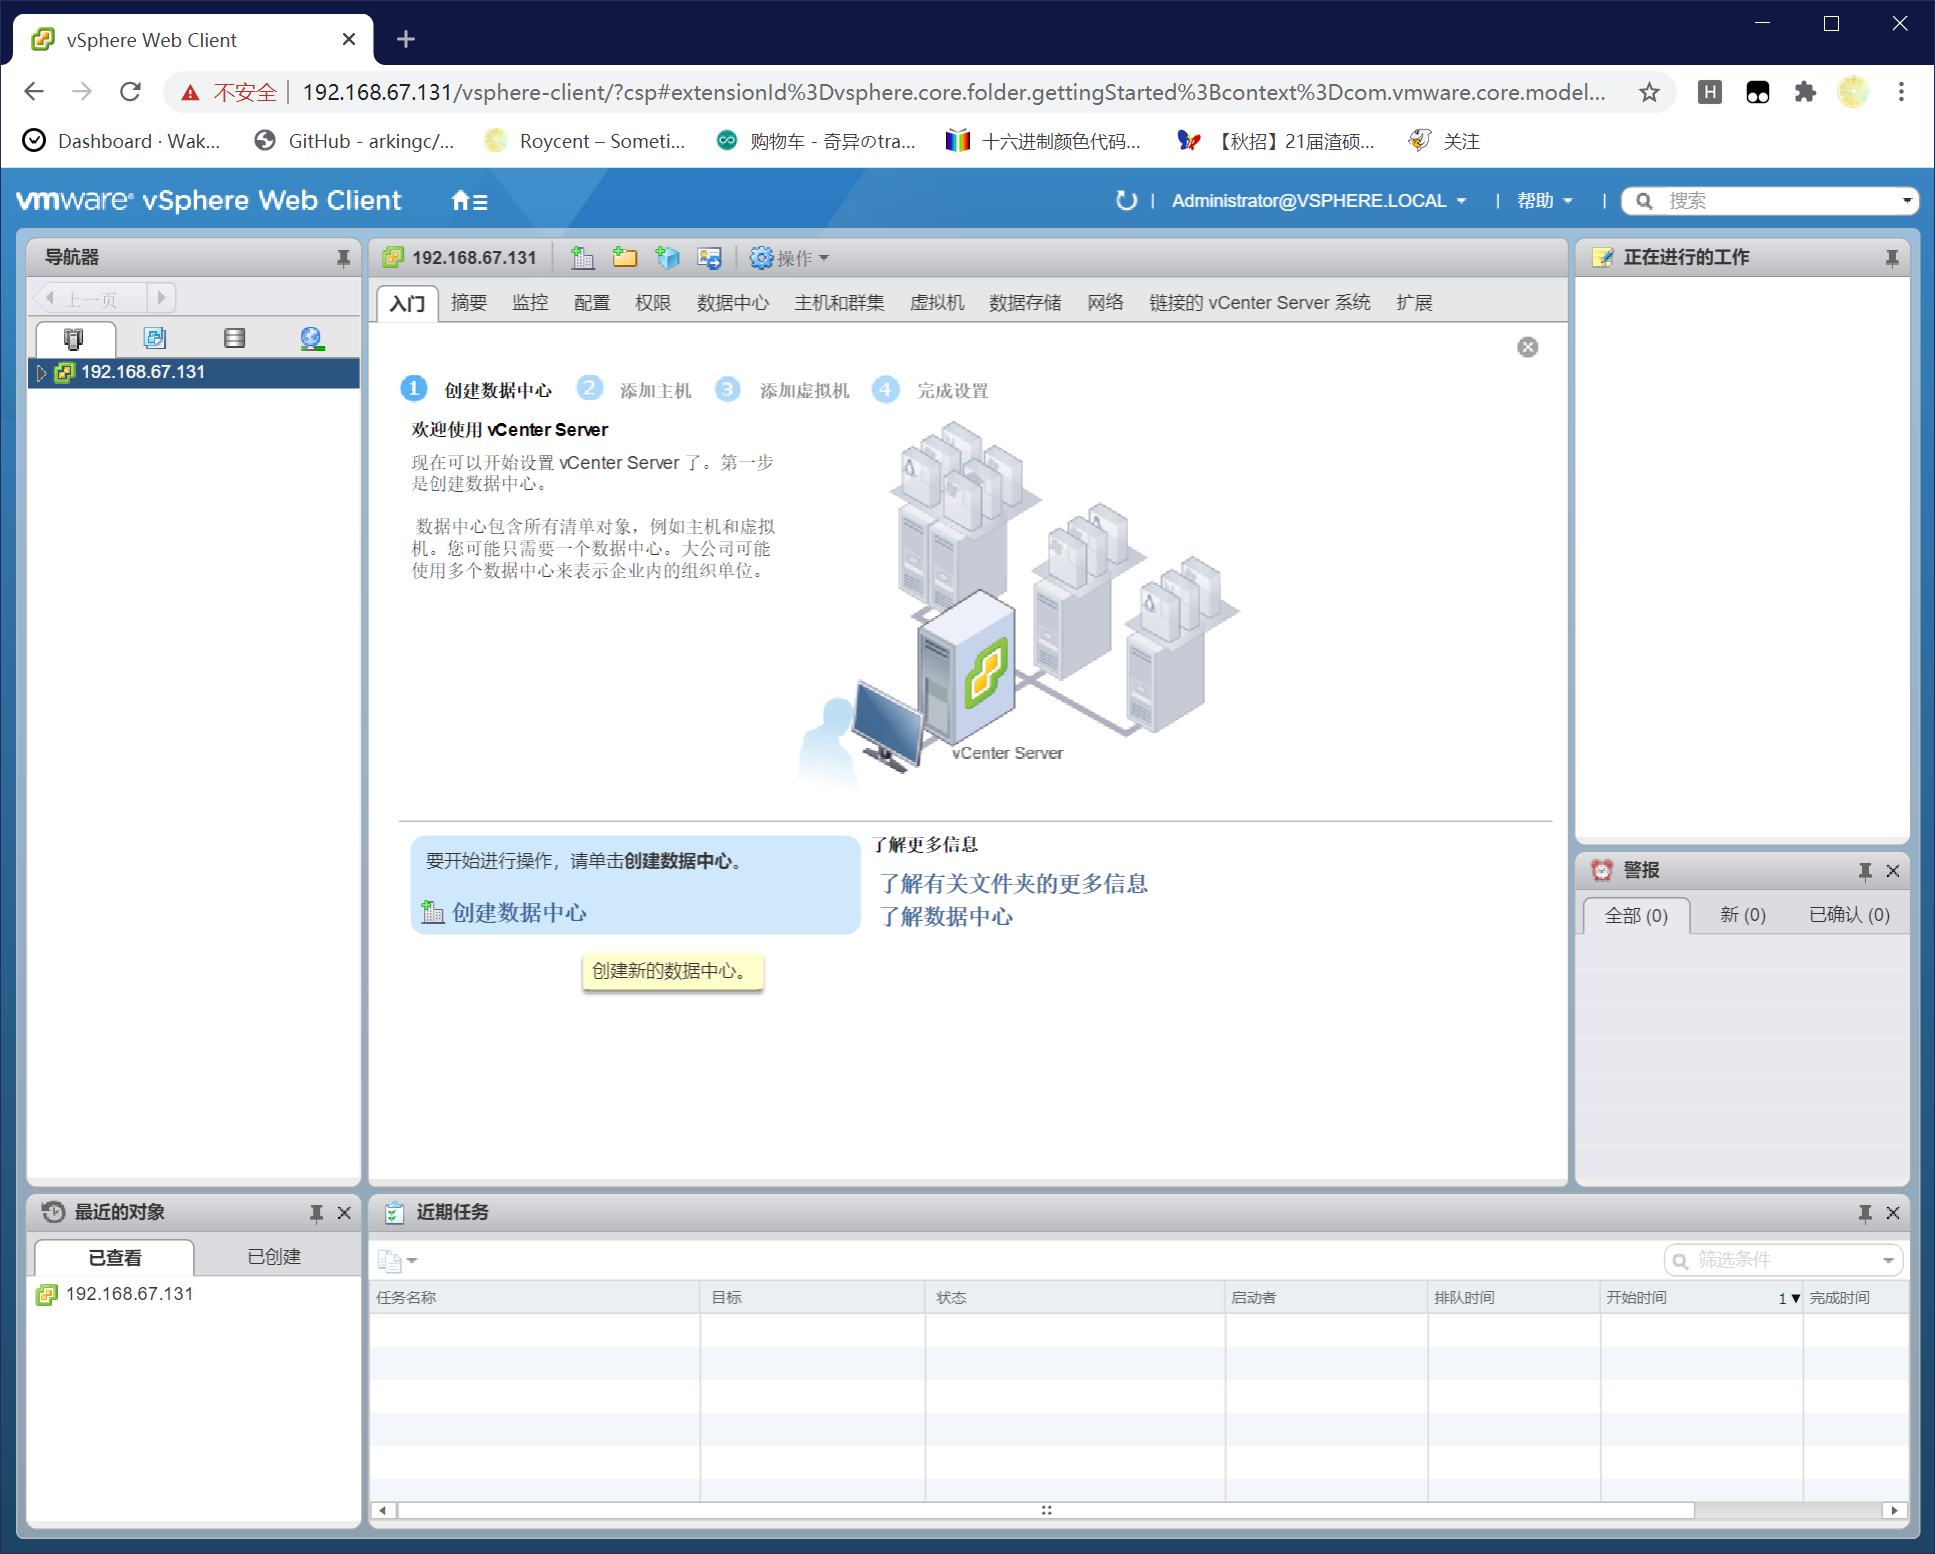 vSphere Web Client
不安全
192.168.67.131/vsphere-client/?csp#extensionId%3Dvsphere.core.folder.gettingStarted%3Bcontext%3Dcom.vmware.core.model...
H
Dashboard · Wak...
GitHub - arkingc/...
Roycent – Someti...
购物车 - 奇异のtra...
十六进制颜色代码...
【秋招】21届渣硕...
关注
vmware® vSphere Web Client
Administrator@VSPHERE.LOCAL
帮助
搜索
导航器
上一页
192.168.67.131
192.168.67.131
操作
入门 摘要 监控 配置 权限 数据中心 主机和群集 虚拟机 数据存储 网络 链接的 vCenter Server 系统 扩展
1 创建数据中心 2 添加主机 3 添加虚拟机 4 完成设置
欢迎使用 vCenter Server
现在可以开始设置 vCenter Server 了。第一步
是创建数据中心。
数据中心包含所有清单对象，例如主机和虚拟
机。您可能只需要一个数据中心。大公司可能
使用多个数据中心来表示企业内的组织单位。
vCenter Server
要开始进行操作，请单击创建数据中心。
创建数据中心
了解更多信息
了解有关文件夹的更多信息
了解数据中心
创建新的数据中心。
正在进行的工作
警报
全部 (0) 新 (0) 已确认 (0)
最近的对象
已查看 已创建
192.168.67.131
近期任务
筛选条件
任务名称 目标 状态 启动者 排队时间 开始时间 1▼ 完成时间